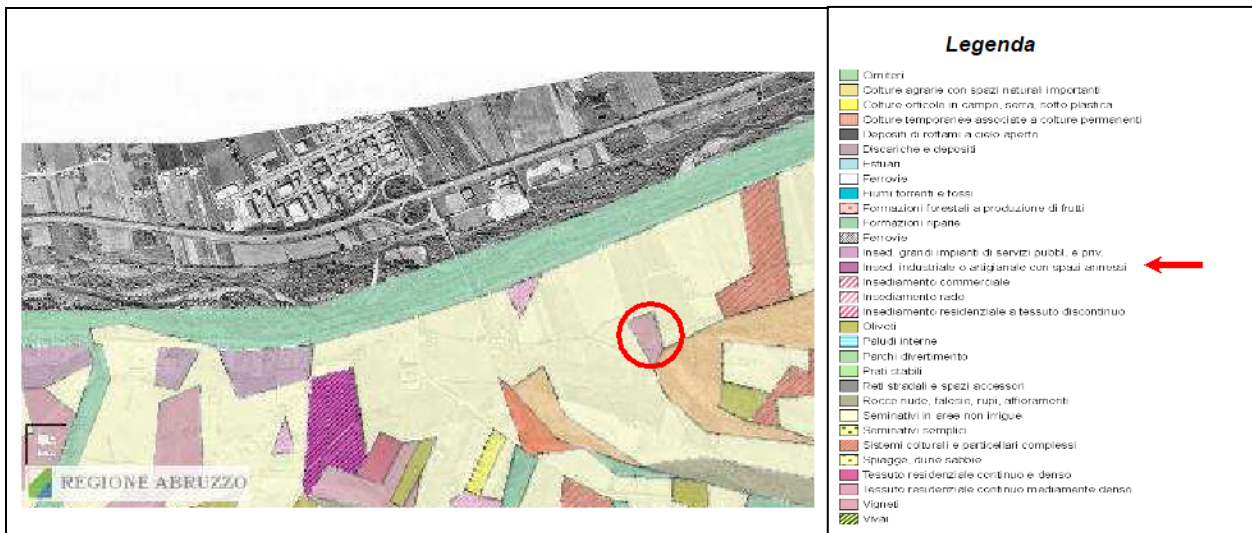 Legenda
Cimiteri
Colture agrarie con spazi naturali importanti
Colture orticole in campo, serra, sotto plastica
Colture temporanee associate a colture permanenti
Depositi di rottami a cielo aperto
Discariche e depositi
Estuari
Ferrovie
Fiumi torrenti e fossi
Formazioni forestali a produzione di frutti
Formazioni riparie
Ferrovie
Insed. grandi impianti di servizi pubbl. e priv.
Insed. industriale o artigianale con spazi annessi
Insediamento commerciale
Insediamento rado
Insediamento residenziale a tessuto discontinuo
Oliveti
Paludi interne
Parchi divertimento
Prati stabili
Reti stradali e spazi accessori
Rocce nude, falesie, rupi, affioramenti
Seminativi in aree non irrigue
Seminativi semplici
Sistemi colturali e particellari complessi
Spiagge, dune sabbie
Tessuto residenziale continuo e denso
Tessuto residenziale continuo mediamente denso
Vigneti
Vivai
REGIONE ABRUZZO